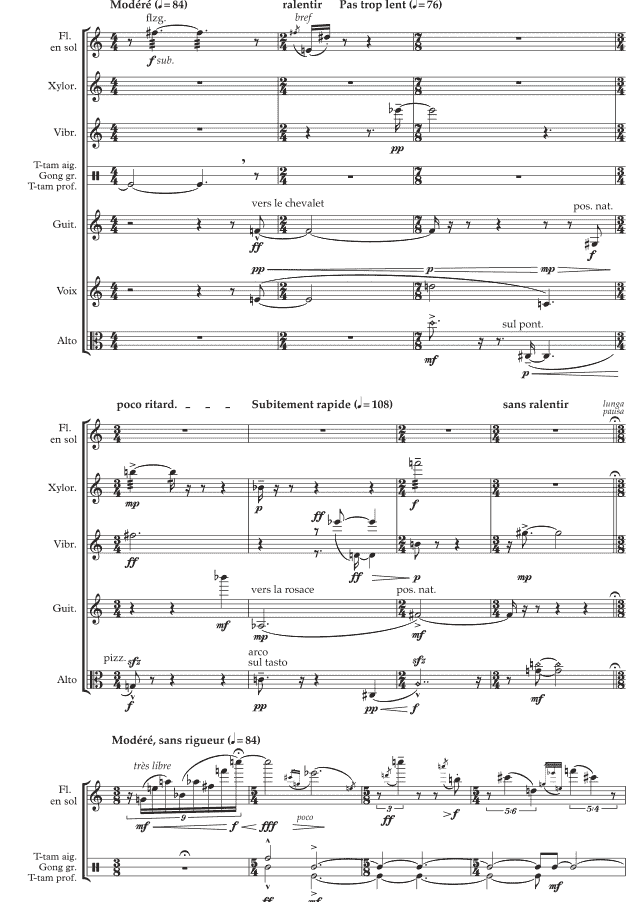 Modéré (♩= 84) ralentir Pas trop lent (♩= 76)
flzg. bref
Fl.
en sol
f sub.
Xylor.
Vibr.
pp
T-tam aig.
Gong gr.
T-tam prof.
vers le chevalet pos. nat.
Guit.
ff f
pp p mp
Voix
sul pont.
Alto
mf
p
poco ritard. Subitement rapide (♩= 108) sans ralentir lunga
pausa
Fl.
en sol
Xylor.
mp p f
Vibr.
ff
ff ff p mp
vers la rosace pos. nat.
Guit.
mf mp mf
pizz. sfz arco sfz
sul tasto
Alto
f pp f mf
Modéré, sans rigueur (♩= 84)
très libre
Fl.
en sol
9 3 5:6 5:4
mf f fff poco ff >f
T-tam aig.
Gong gr.
T-tam prof.
ff mf ff mf